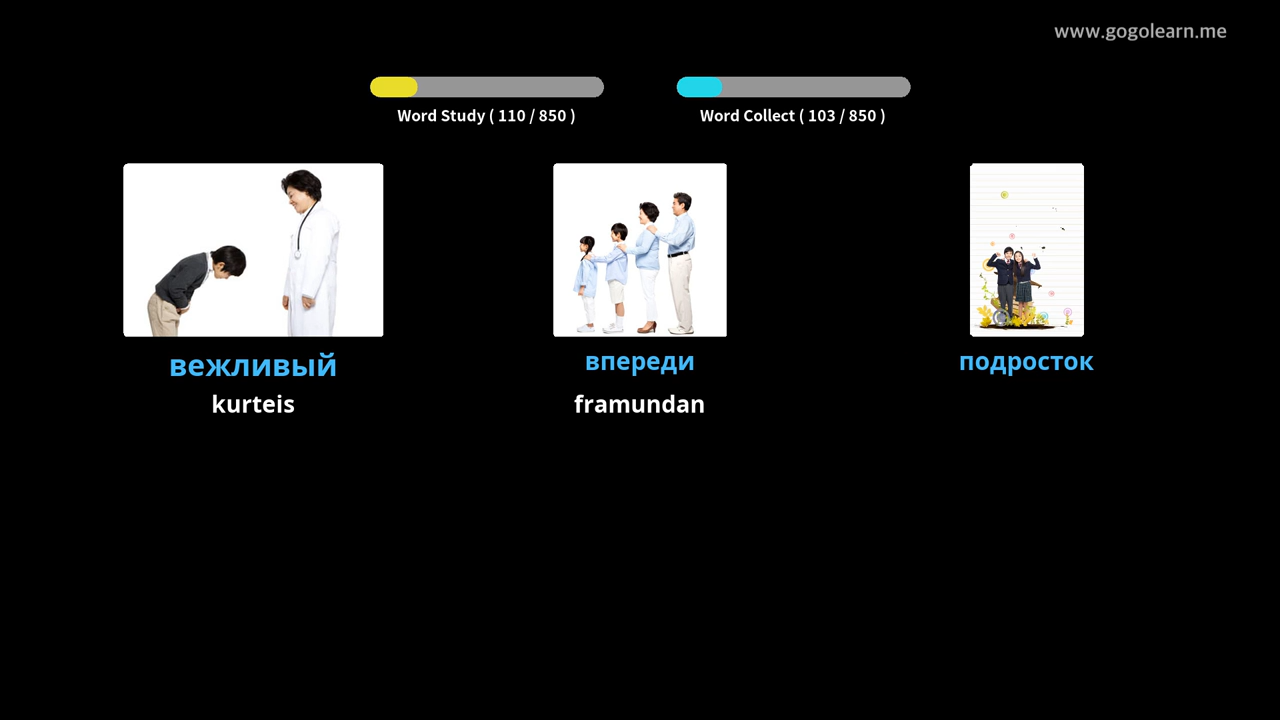 www.gogolearn.me
Word Study ( 110 / 850 )
Word Collect ( 103 / 850 )
вежливый
впереди
подросток
kurteis
framundan